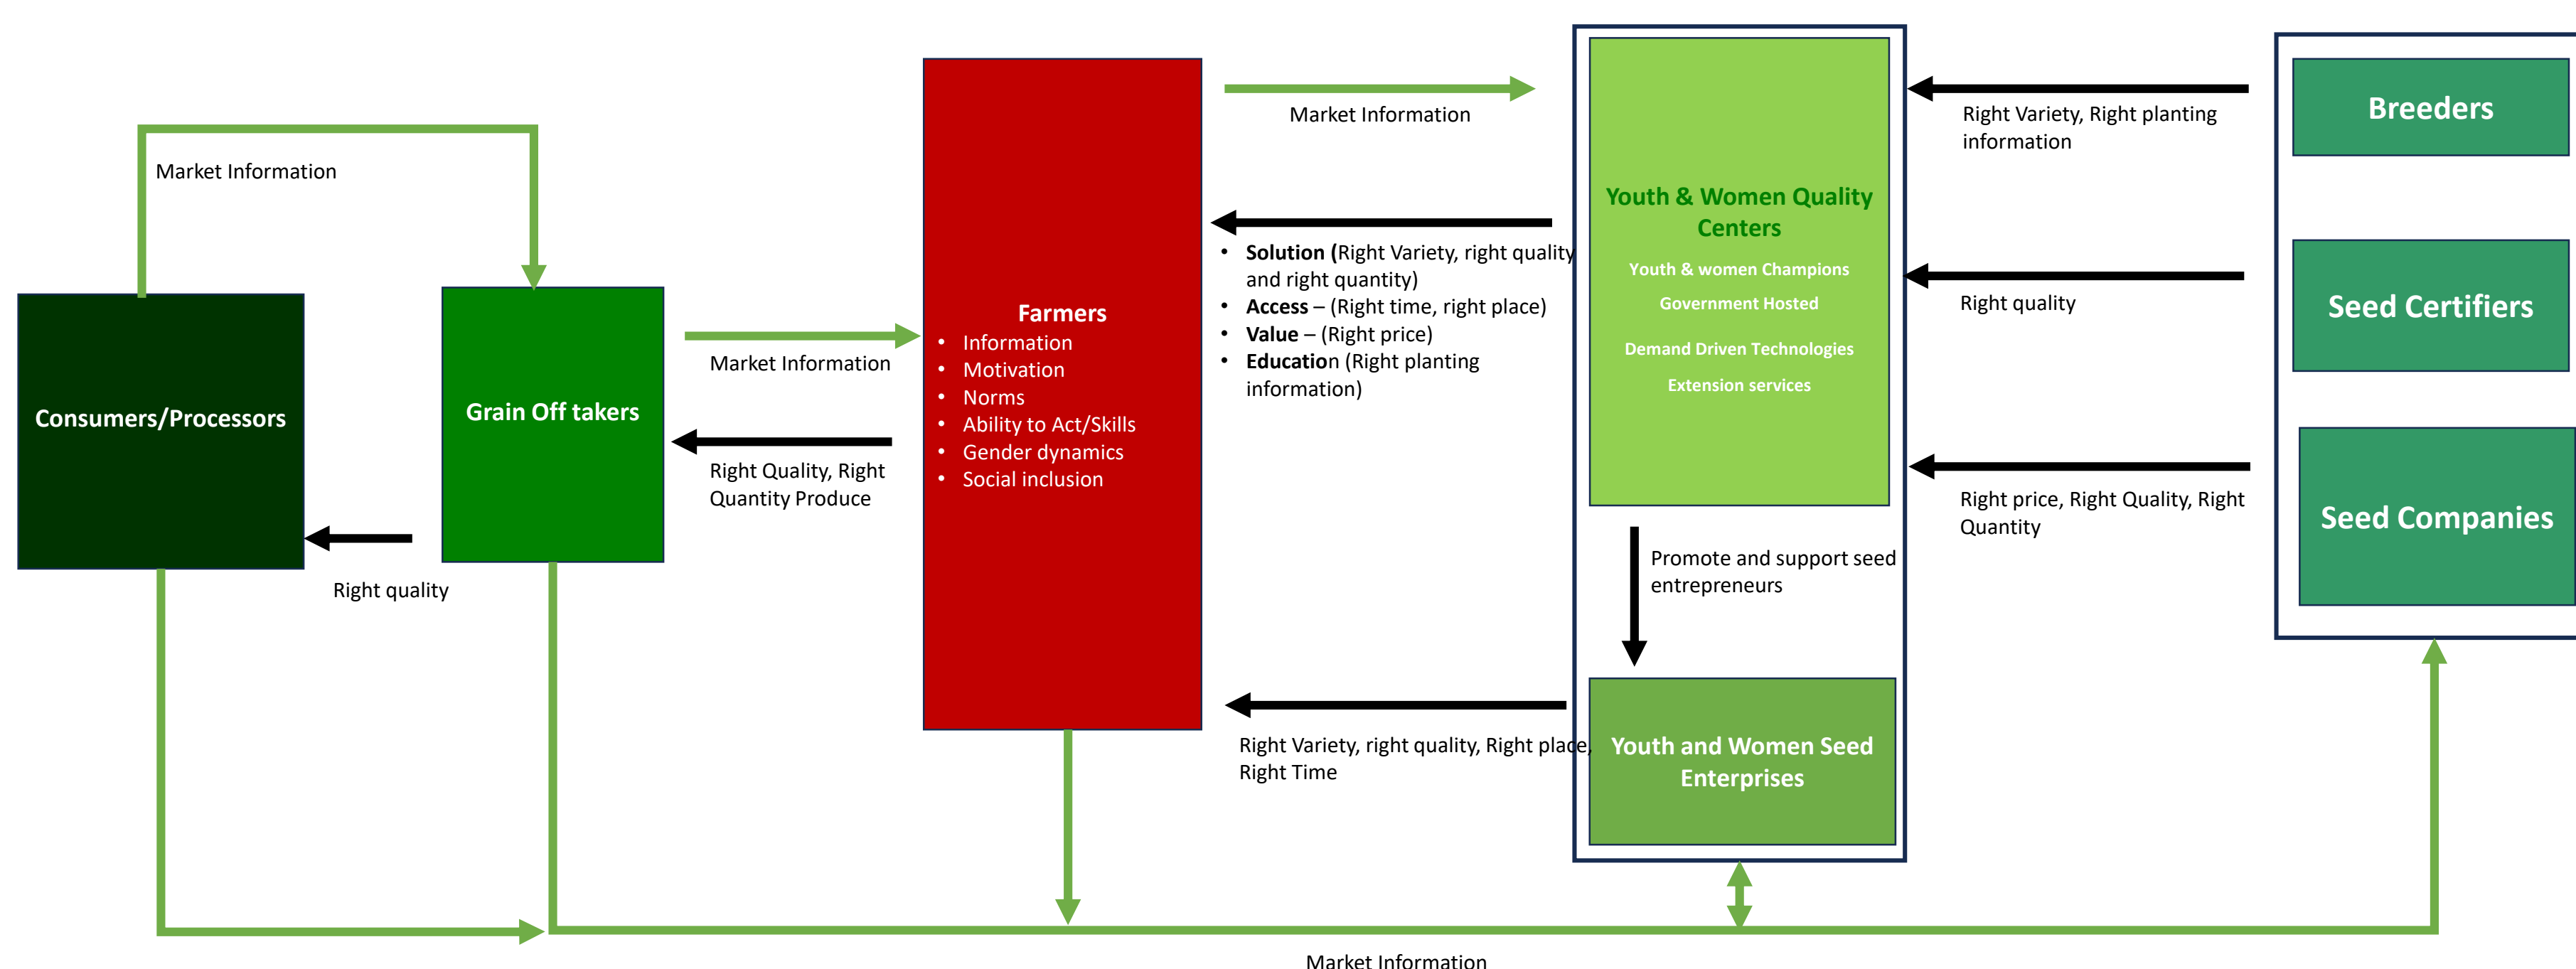 Market Information
Consumers/Processors
Right quality
Grain Off takers
Market Information
Right Quality, Right
Quantity Produce
Farmers
• Information
• Motivation
• Norms
• Ability to Act/Skills
• Gender dynamics
• Social inclusion
Market Information
• Solution (Right Variety, right quality
and right quantity)
• Access – (Right time, right place)
• Value – (Right price)
• Education (Right planting
information)
Right Variety, right quality, Right place,
Right Time
Youth & Women Quality
Centers
Youth & women Champions
Government Hosted
Demand Driven Technologies
Extension services
Promote and support seed
entrepreneurs
Youth and Women Seed
Enterprises
Right Variety, Right planting
information
Right quality
Right price, Right Quality, Right
Quantity
Breeders
Seed Certifiers
Seed Companies
Market Information